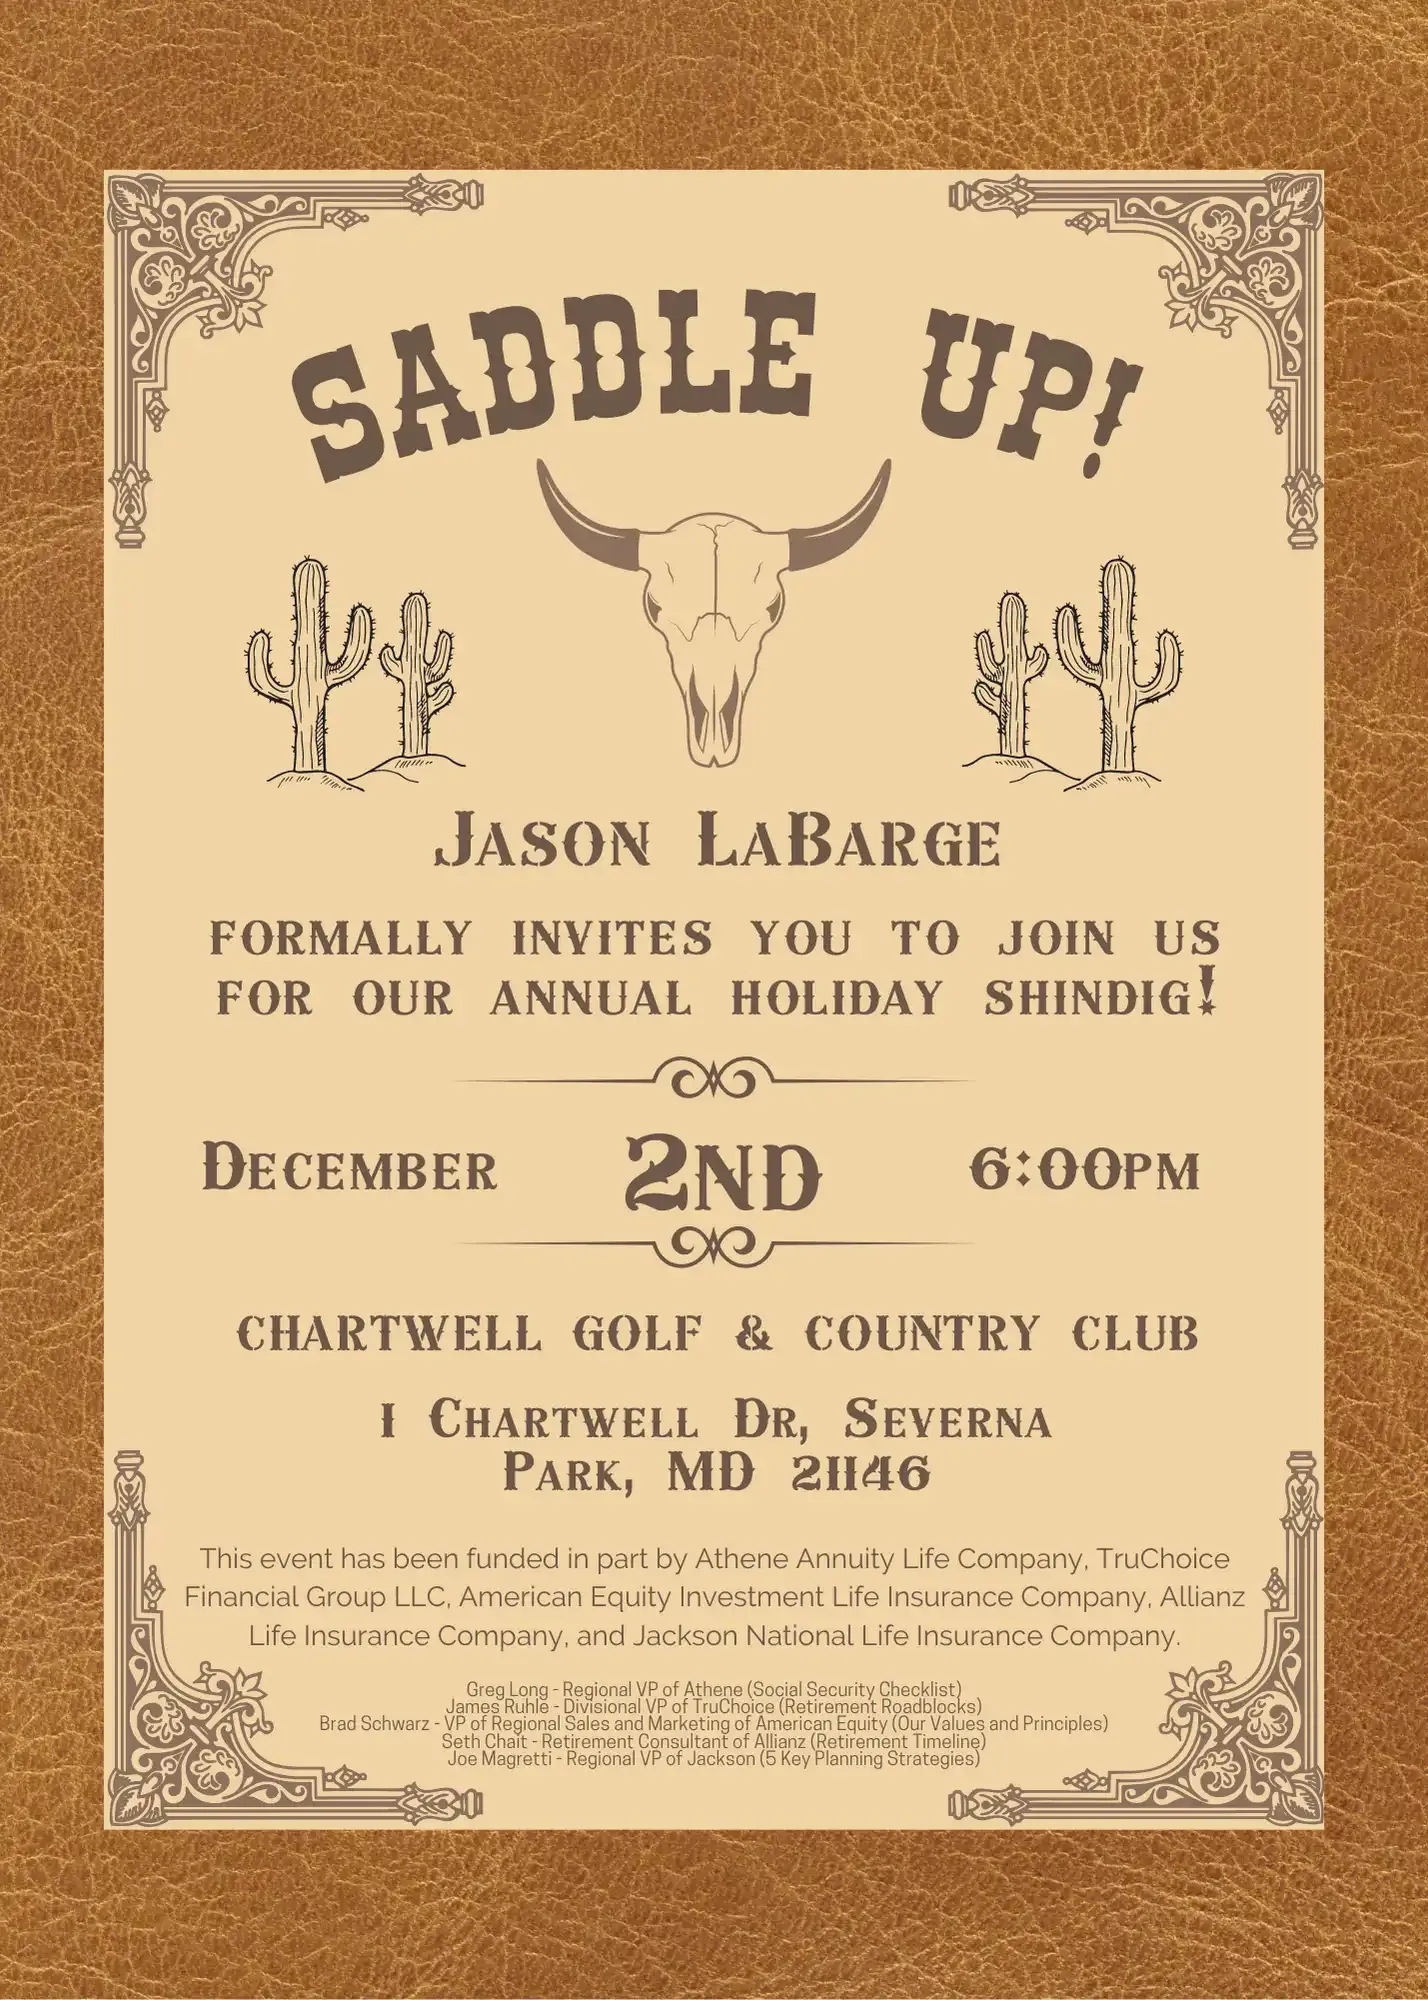 SADDLE UP!
JASON LABARGE
FORMALLY INVITES YOU TO JOIN US
FOR OUR ANNUAL HOLIDAY SHINDIG!
DECEMBER 2ND 6:00PM
CHARTWELL GOLF & COUNTRY CLUB
1 CHARTWELL DR, SEVERNA
PARK, MD 21146
This event has been funded in part by Athene Annuity Life Company, TruChoice
Financial Group LLC, American Equity Investment Life Insurance Company, Allianz
Life Insurance Company, and Jackson National Life Insurance Company.
Greg Long - Regional VP of Athene (Social Security Checklist)
James Ruhle - Divisional VP of TruChoice (Retirement Roadblocks)
Brad Schwarz - VP of Regional Sales and Marketing of American Equity (Our Values and Principles)
Seth Chait - Retirement Consultant of Allianz (Retirement Timeline)
Joe Magretti - Regional VP of Jackson (5 Key Planning Strategies)